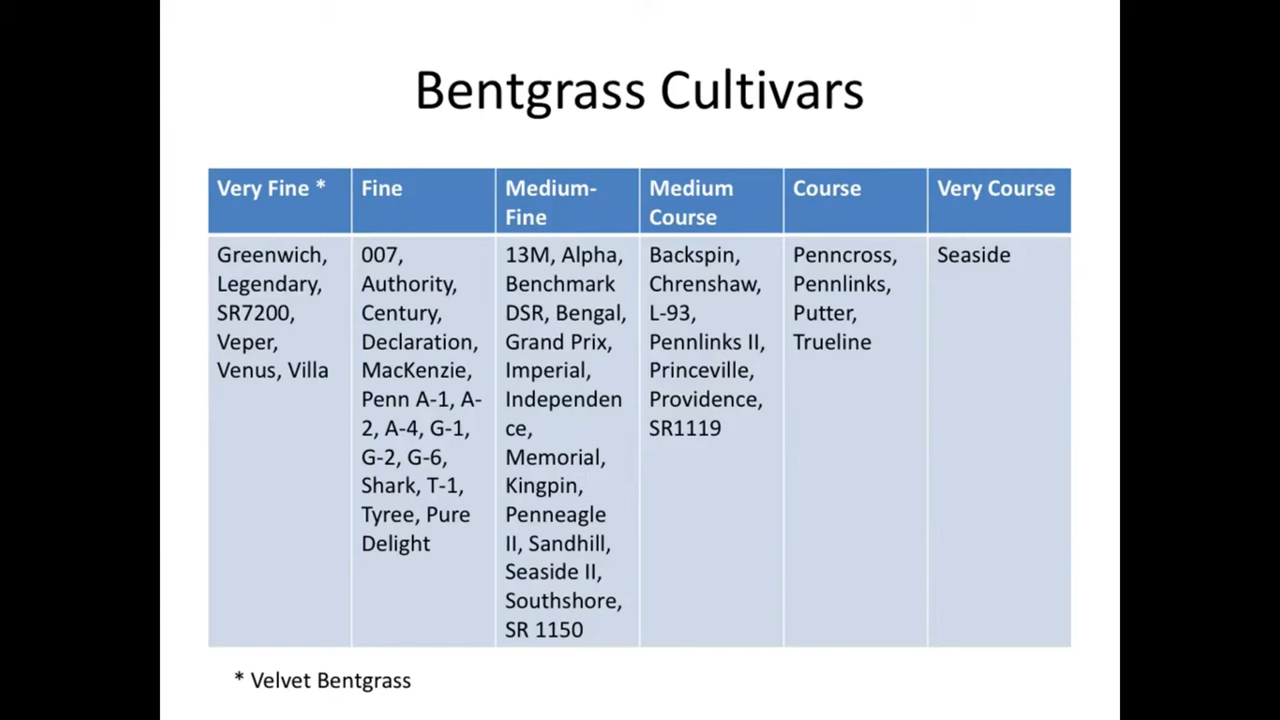 Bentgrass Cultivars
Very Fine *
Fine
Medium-
Fine
Medium
Course
Course
Very Course
Greenwich,
Legendary,
SR7200,
Veper,
Venus, Villa
007,
Authority,
Century,
Declaration,
MacKenzie,
Penn A-1, A-
2, A-4, G-1,
G-2, G-6,
Shark, T-1,
Tyree, Pure
Delight
13M, Alpha,
Benchmark
DSR, Bengal,
Grand Prix,
Imperial,
Independen
ce,
Memorial,
Kingpin,
Penneagle
II, Sandhill,
Seaside II,
Southshore,
SR 1150
Backspin,
Chrenshaw,
L-93,
Pennlinks II,
Princeville,
Providence,
SR1119
Penncross,
Pennlinks,
Putter,
Trueline
Seaside
* Velvet Bentgrass